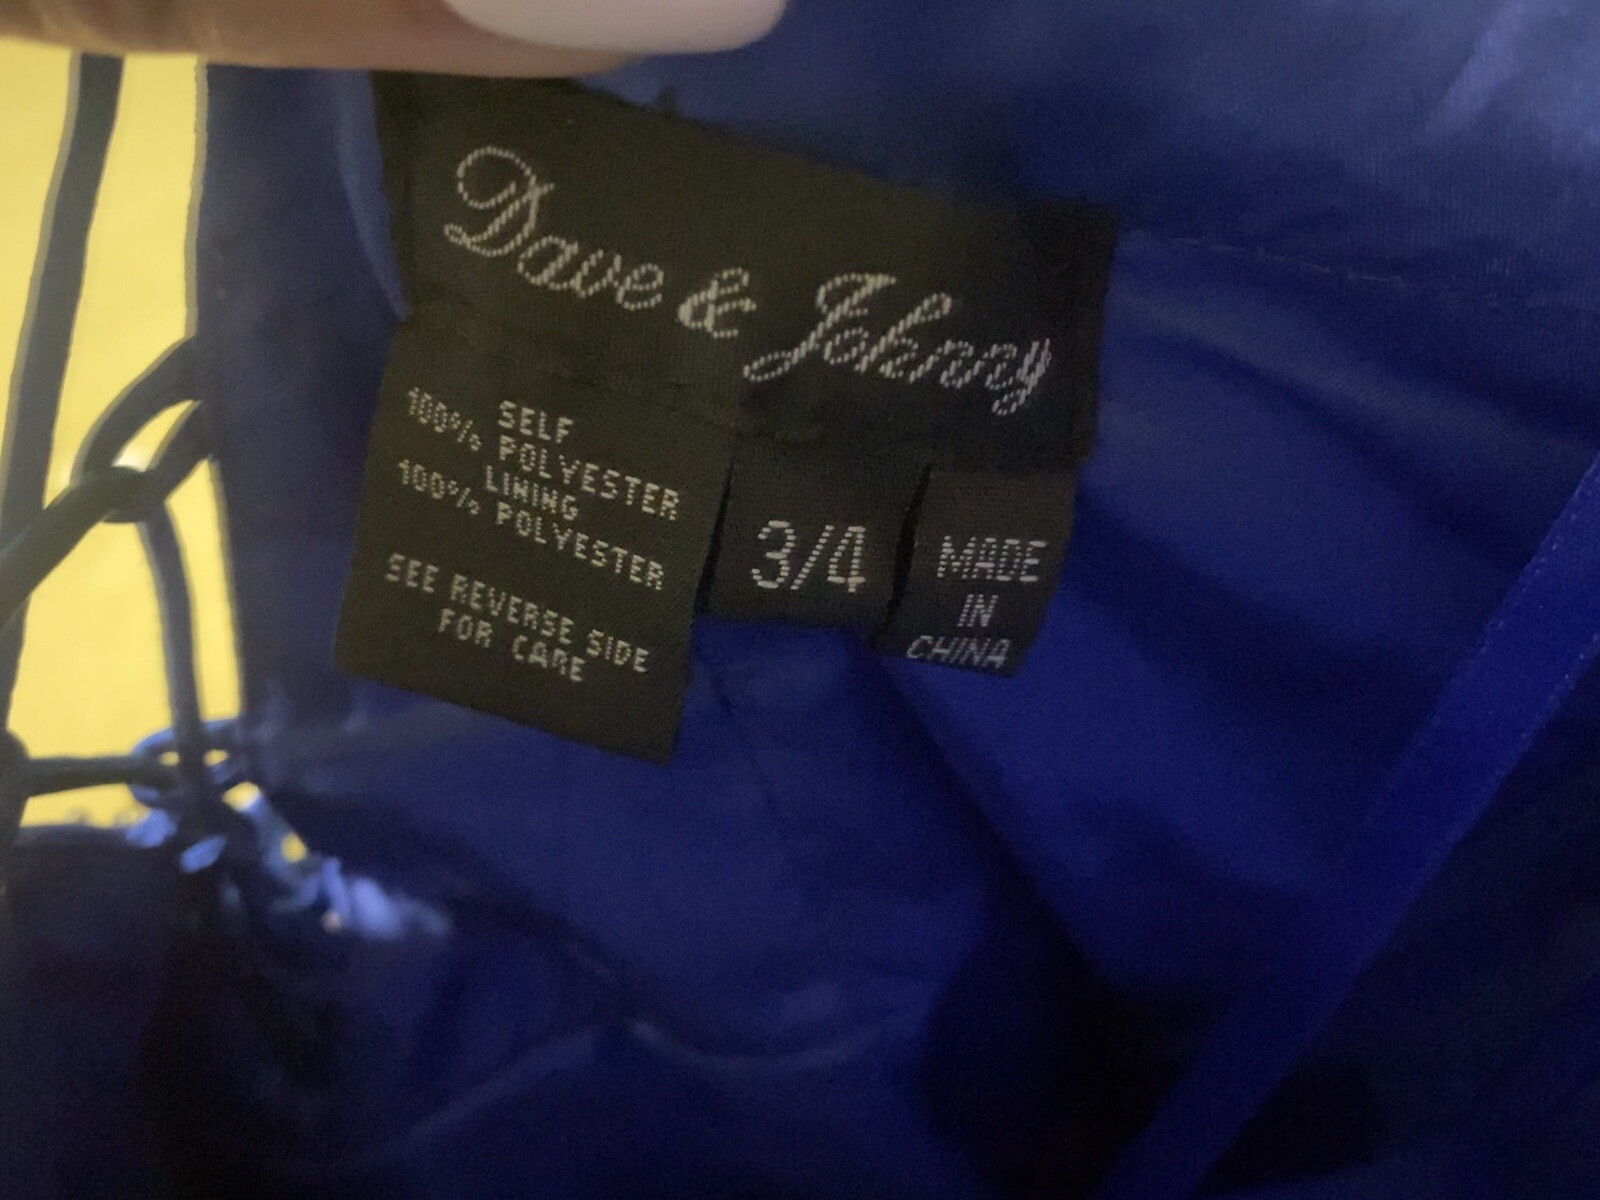 Dave & Johnny
SELF
100% POLYESTER
LINING
100% POLYESTER
SEE REVERSE SIDE
FOR CARE
3/4
MADE
IN
CHINA